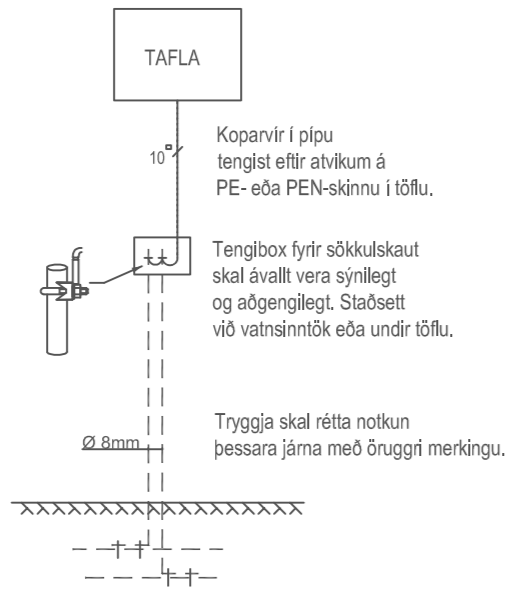 TAFLA
Koparvír í pípu
10▫
tengist eftir atvikum á
PE- eða PEN-skinnu í töflu.
Tengibox fyrir sökkulskaut
skal ávallt vera sýnilegt
og aðgengilegt. Staðsett
við vatnsinntök eða undir töflu.
Tryggja skal rétta notkun
Ø 8mm
þessara járna með öruggri merkingu.